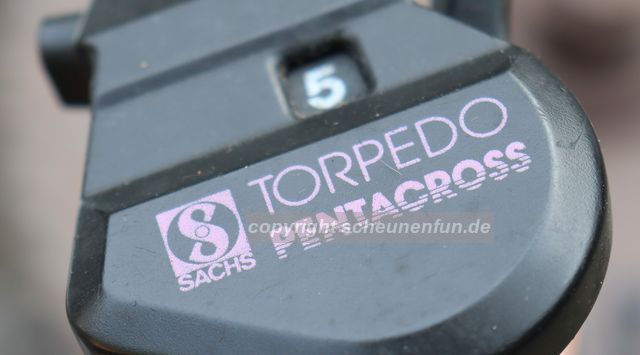 5
TORPEDO
PENTACROSS
S
SACHS
copyright scheunenfun.de